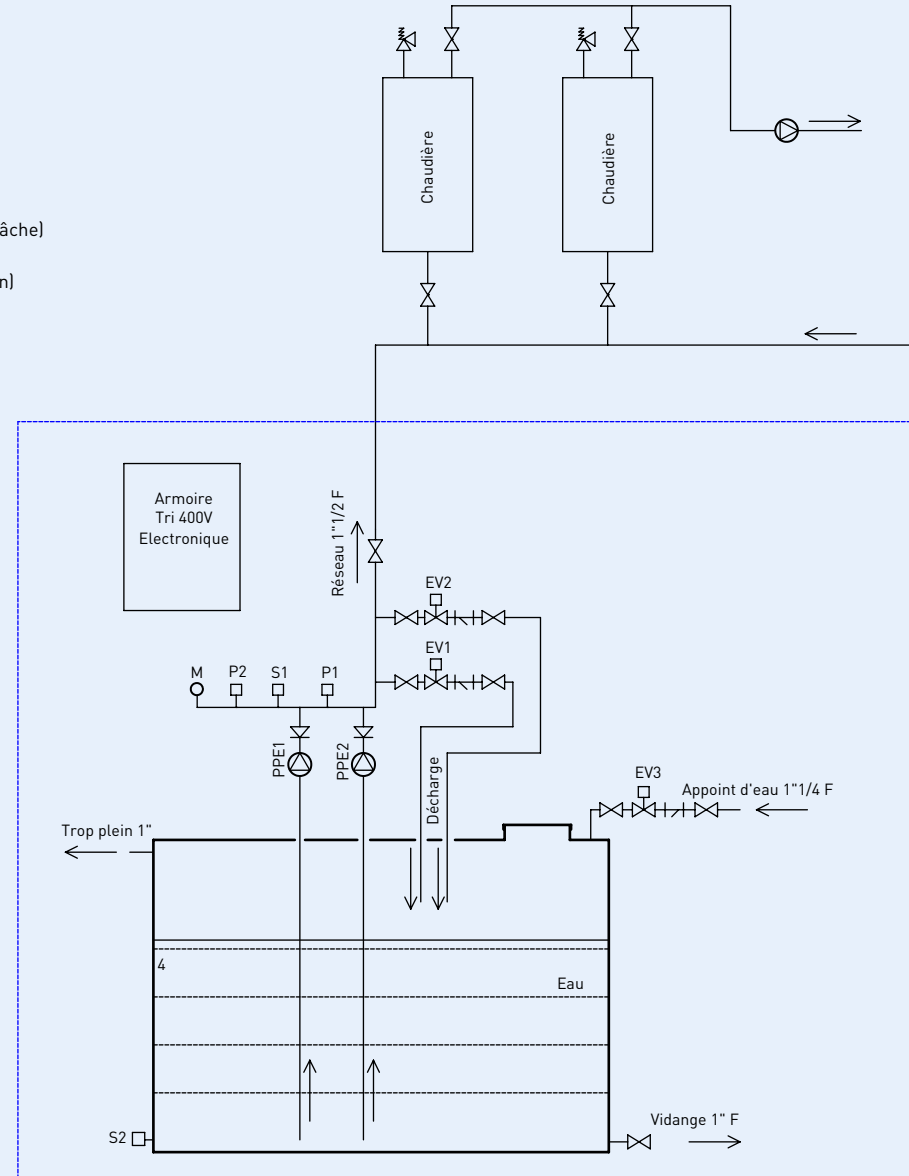 Chaudière
Chaudière
âche)
n)
Armoire
Tri 400V
Electronique
Réseau 1"1/2 F
EV2
EV1
M
P2
S1
P1
PPE1
PPE2
Décharge
EV3
Appoint d'eau 1"1/4 F
Trop plein 1"
4
Eau
S2
Vidange 1" F